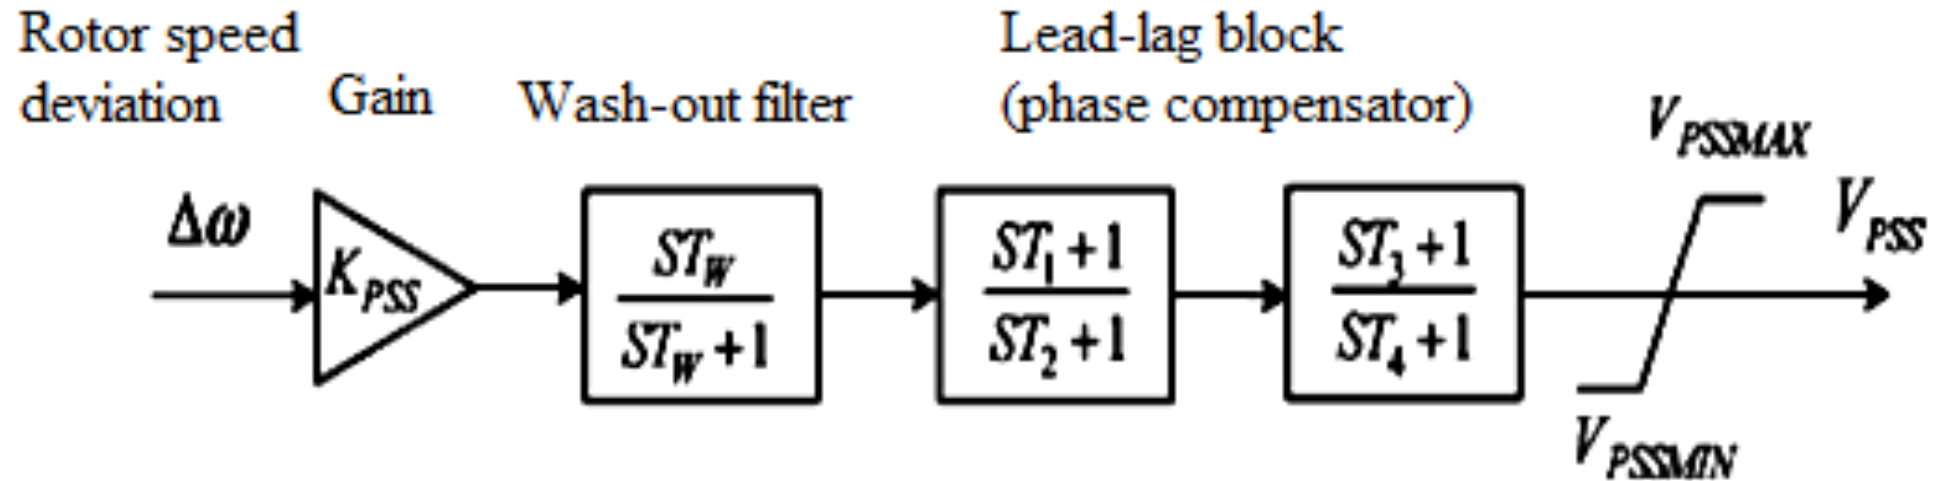 Rotor speed
deviation
Gain
Wash-out filter
Lead-lag block
(phase compensator)
V_PSSMAX
Δω
K_PSS
ST_W
ST_W + 1
ST_1 + 1
ST_2 + 1
ST_3 + 1
ST_4 + 1
V_PSS
V_PSSMIN